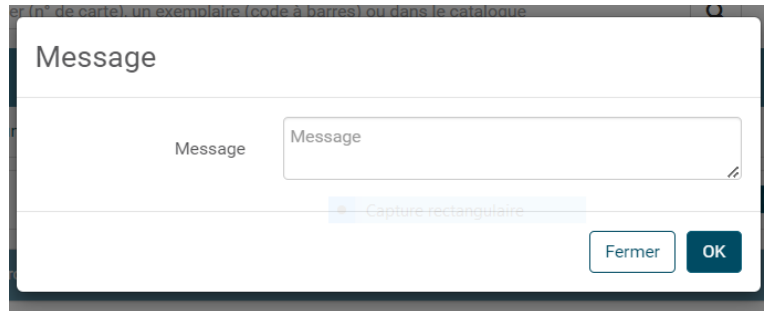 er (n° de carte), un exemplaire (code à barres) ou dans le catalogue
Message
Message
Message
Capture rectangulaire
Fermer
OK